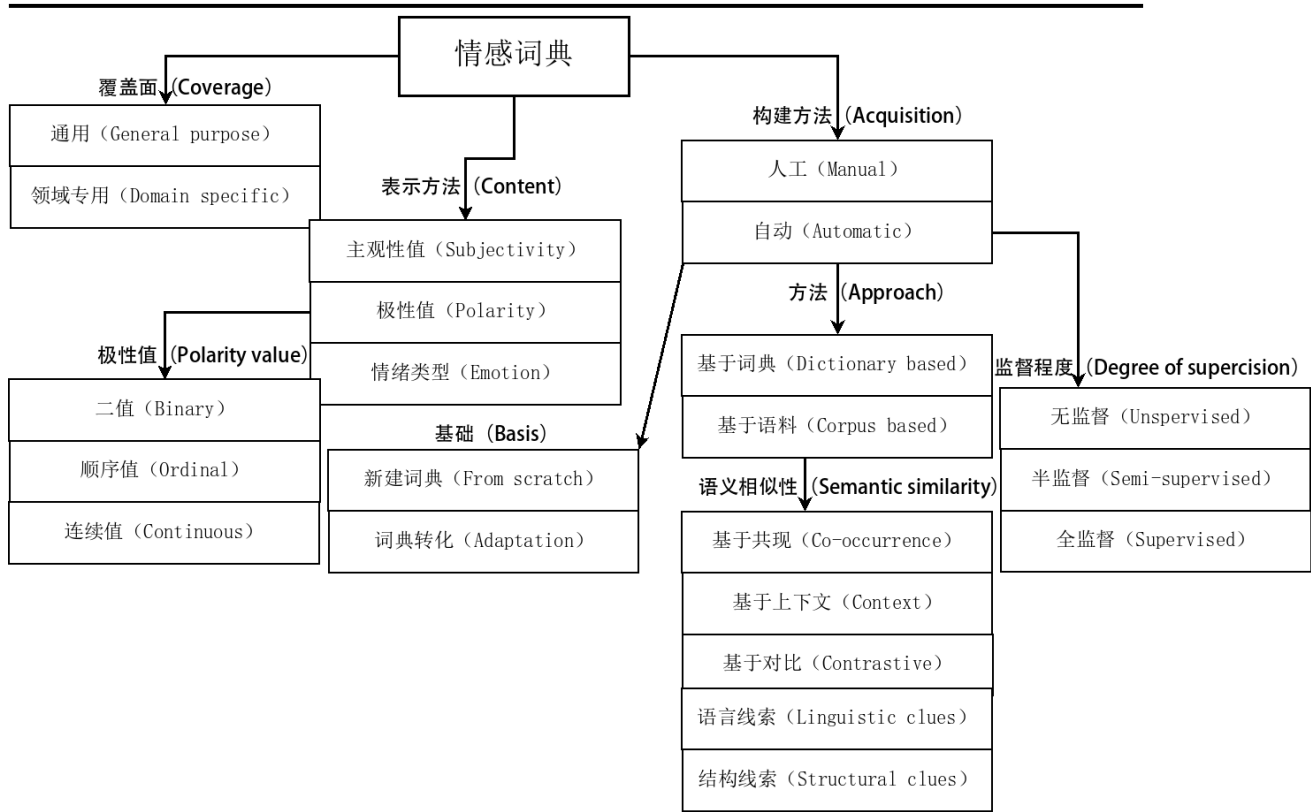 情感词典
覆盖面（Coverage）
通用（General purpose）
领域专用（Domain specific）
表示方法（Content）
主观性值（Subjectivity）
极性值（Polarity）
情绪类型（Emotion）
极性值（Polarity value）
二值（Binary）
顺序值（Ordinal）
连续值（Continuous）
构建方法（Acquisition）
人工（Manual）
自动（Automatic）
基础（Basis）
新建词典（From scratch）
词典转化（Adaptation）
方法（Approach）
基于词典（Dictionary based）
基于语料（Corpus based）
语义相似性（Semantic similarity）
基于共现（Co-occurrence）
基于上下文（Context）
基于对比（Contrastive）
语言线索（Linguistic clues）
结构线索（Structural clues）
监督程度（Degree of supercision）
无监督（Unspervised）
半监督（Semi-supervised）
全监督（Supervised）